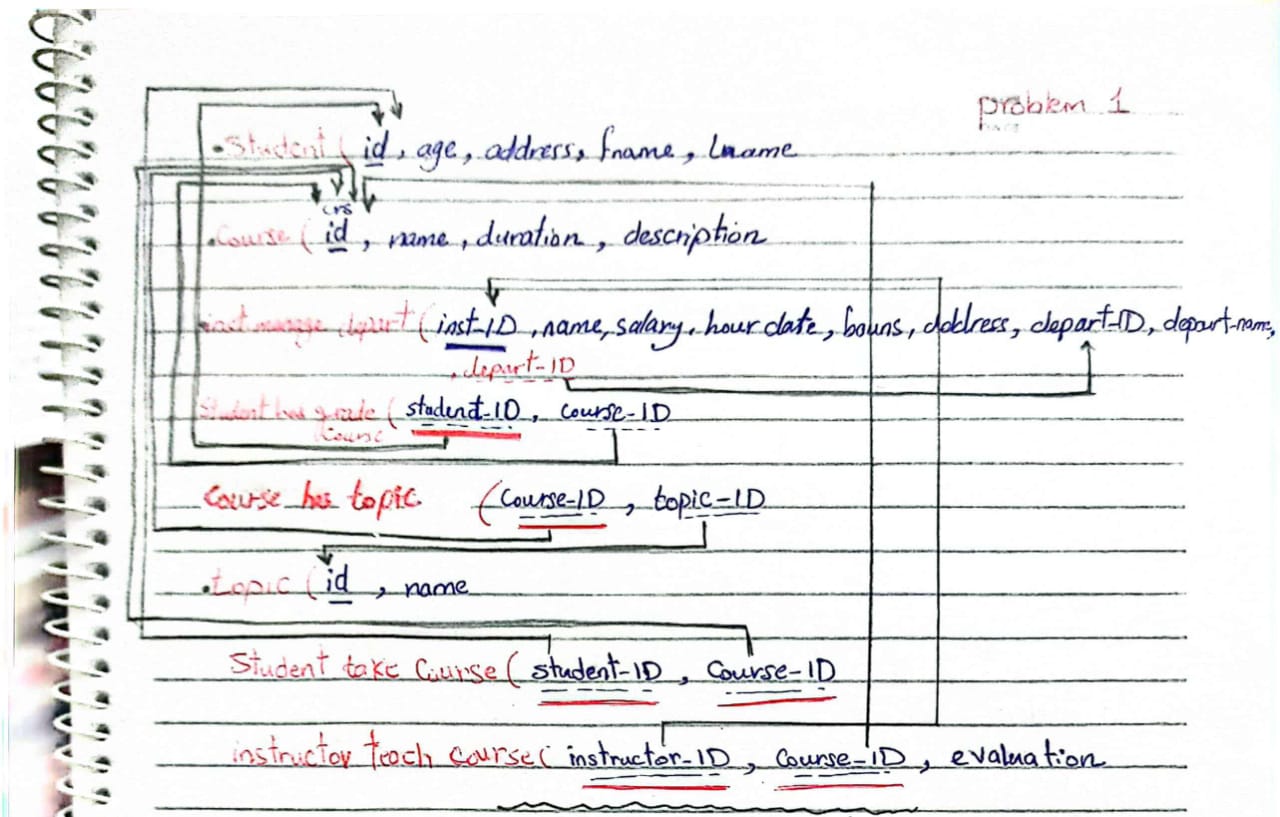 problem 1
.Student ( id, age, address, fname, Lname
crs
.Course ( id, name, duration, description
inst manage depart ( inst-ID, name, salary, hour date, bouns, address, depart-ID, depart-name,
, depart-ID
Student has grade ( student-ID, course-ID
Course
Course has topic ( Course-ID, topic-ID
.topic ( id, name
Student take Course ( student-ID, Course-ID
instructor teach course( instructor-ID, Course-ID, evaluation